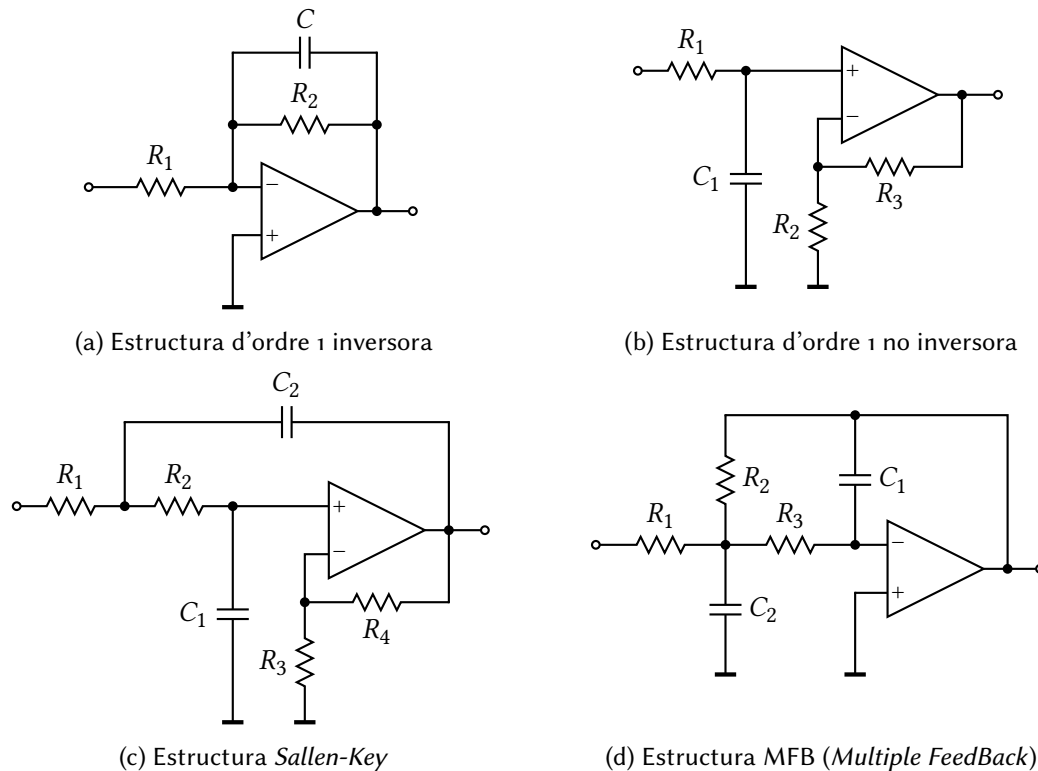 C
R2
R1
−
+
(a) Estructura d'ordre 1 inversora
R1
+
−
C1
R3
R2
(b) Estructura d'ordre 1 no inversora
C2
R1 R2
+
−
C1
R4
R3
(c) Estructura Sallen-Key
R2
C1
R1 R3
−
+
C2
(d) Estructura MFB (Multiple FeedBack)